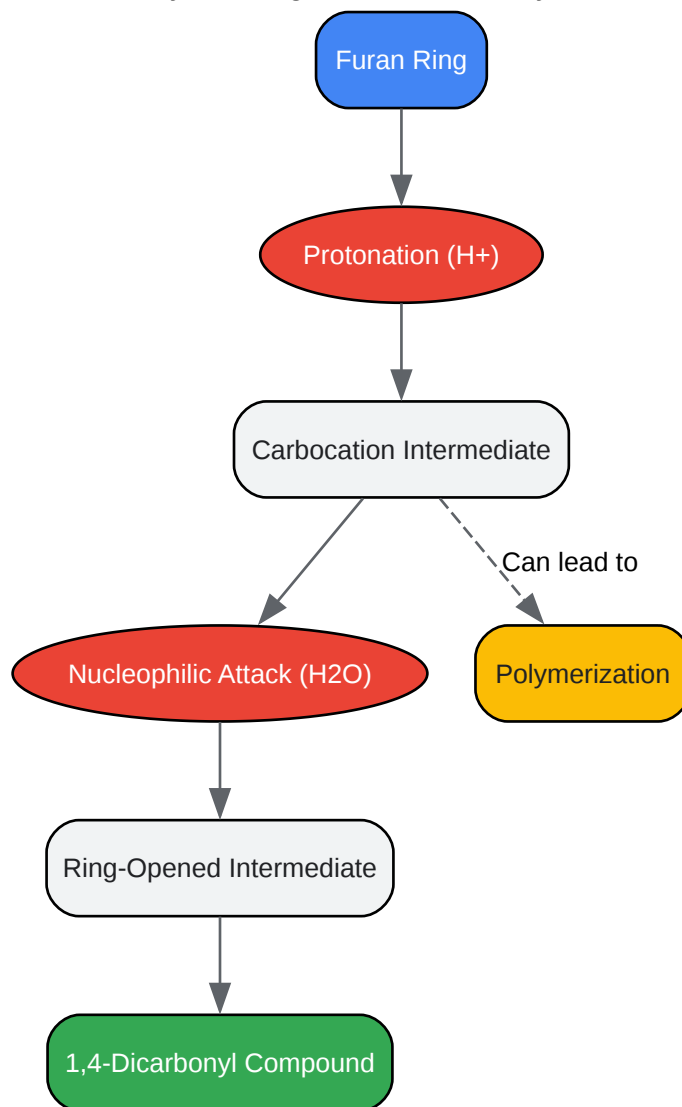 Furan Ring
Protonation (H+)
Carbocation Intermediate
Can lead to
Nucleophilic Attack (H2O)
Polymerization
Ring-Opened Intermediate
1,4-Dicarbonyl Compound